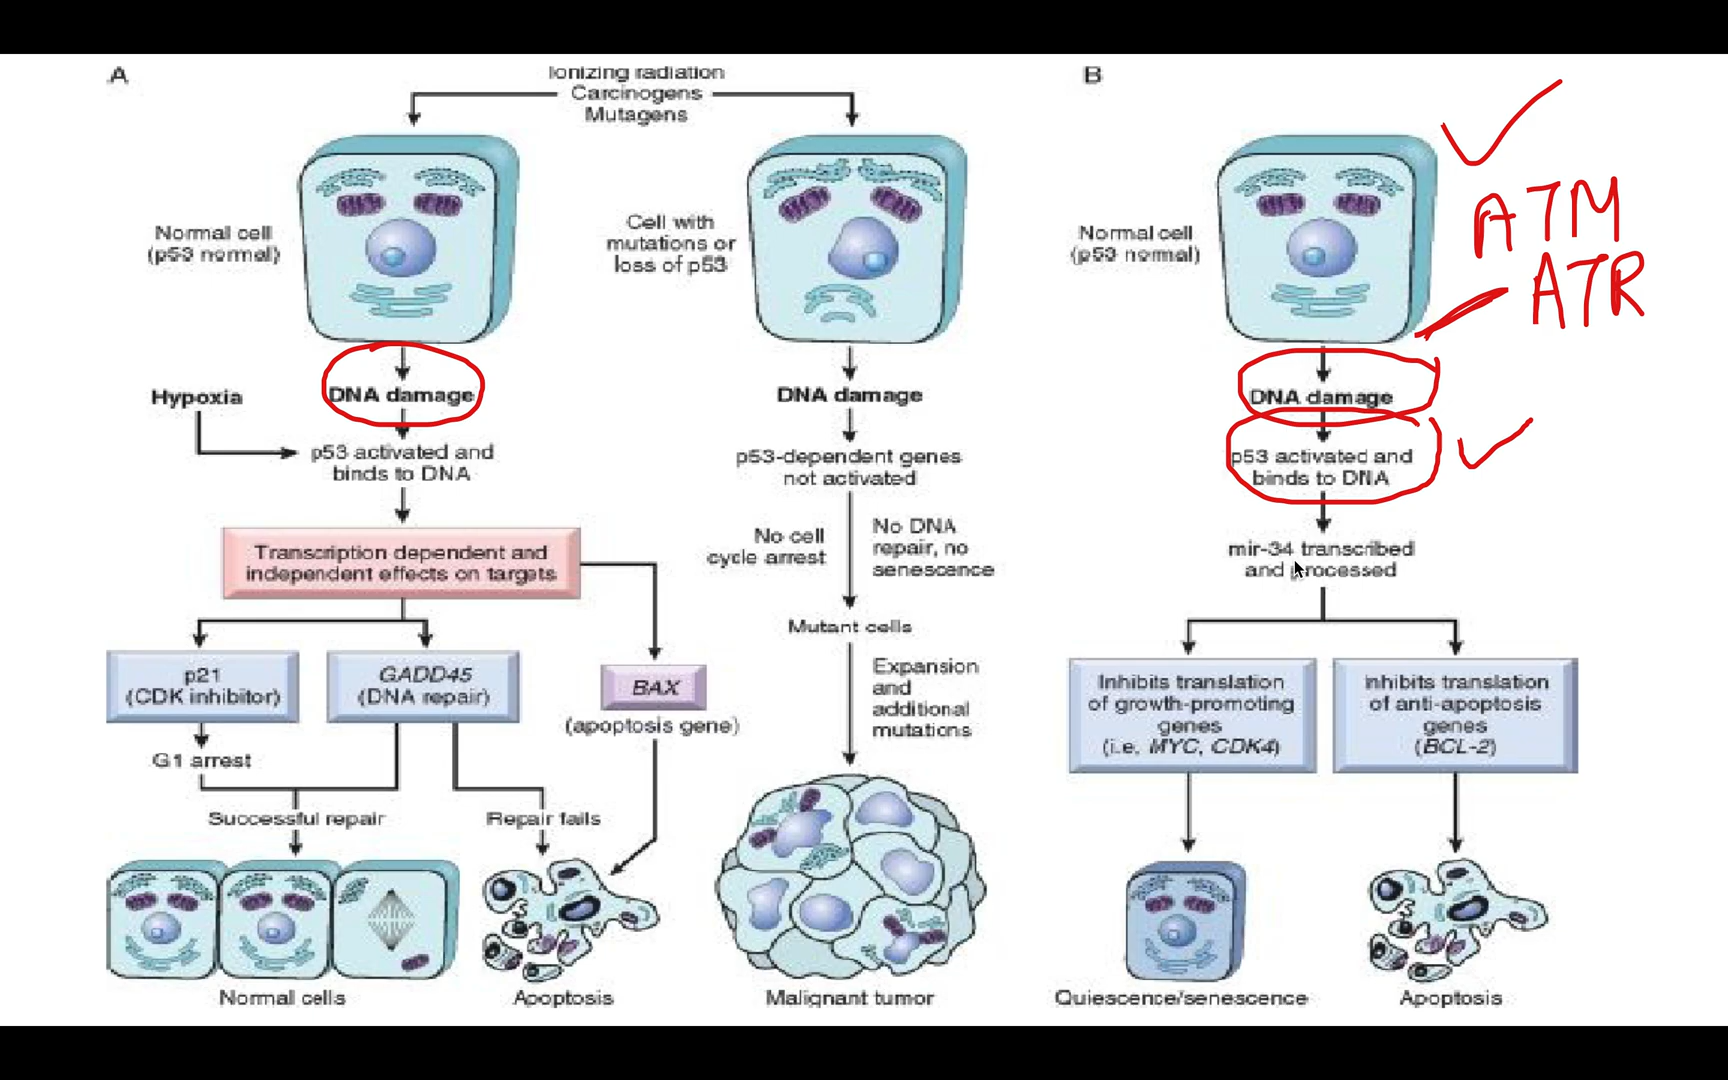 A
Ionizing radiation
Carcinogens
Mutagens
Normal cell
(p53 normal)
Cell with
mutations or
loss of p53
Hypoxia
DNA damage
p53 activated and
binds to DNA
Transcription dependent and
independent effects on targets
p21
(CDK inhibitor)
GADD45
(DNA repair)
BAX
(apoptosis gene)
G1 arrest
Successful repair
Repair fails
Normal cells
Apoptosis
DNA damage
p53-dependent genes
not activated
No cell
cycle arrest
No DNA
repair, no
senescence
Mutant cells
Expansion
and
additional
mutations
Malignant tumor
B
Normal cell
(p53 normal)
ATM
ATR
DNA damage
p53 activated and
binds to DNA
mir-34 transcribed
and processed
Inhibits translation
of growth-promoting
genes
(i.e, MYC, CDK4)
Inhibits translation
of anti-apoptosis
genes
(BCL-2)
Quiescence/senescence
Apoptosis